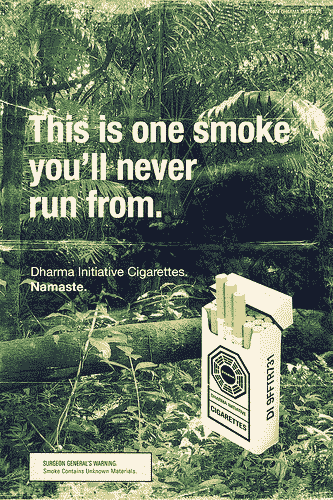 This is one smoke
you'll never
run from.
Dharma Initiative Cigarettes.
Namaste.
CIGARETTES
DI 9FFTR731
SURGEON GENERAL'S WARNING.
Smoke Contains Unknown Materials.